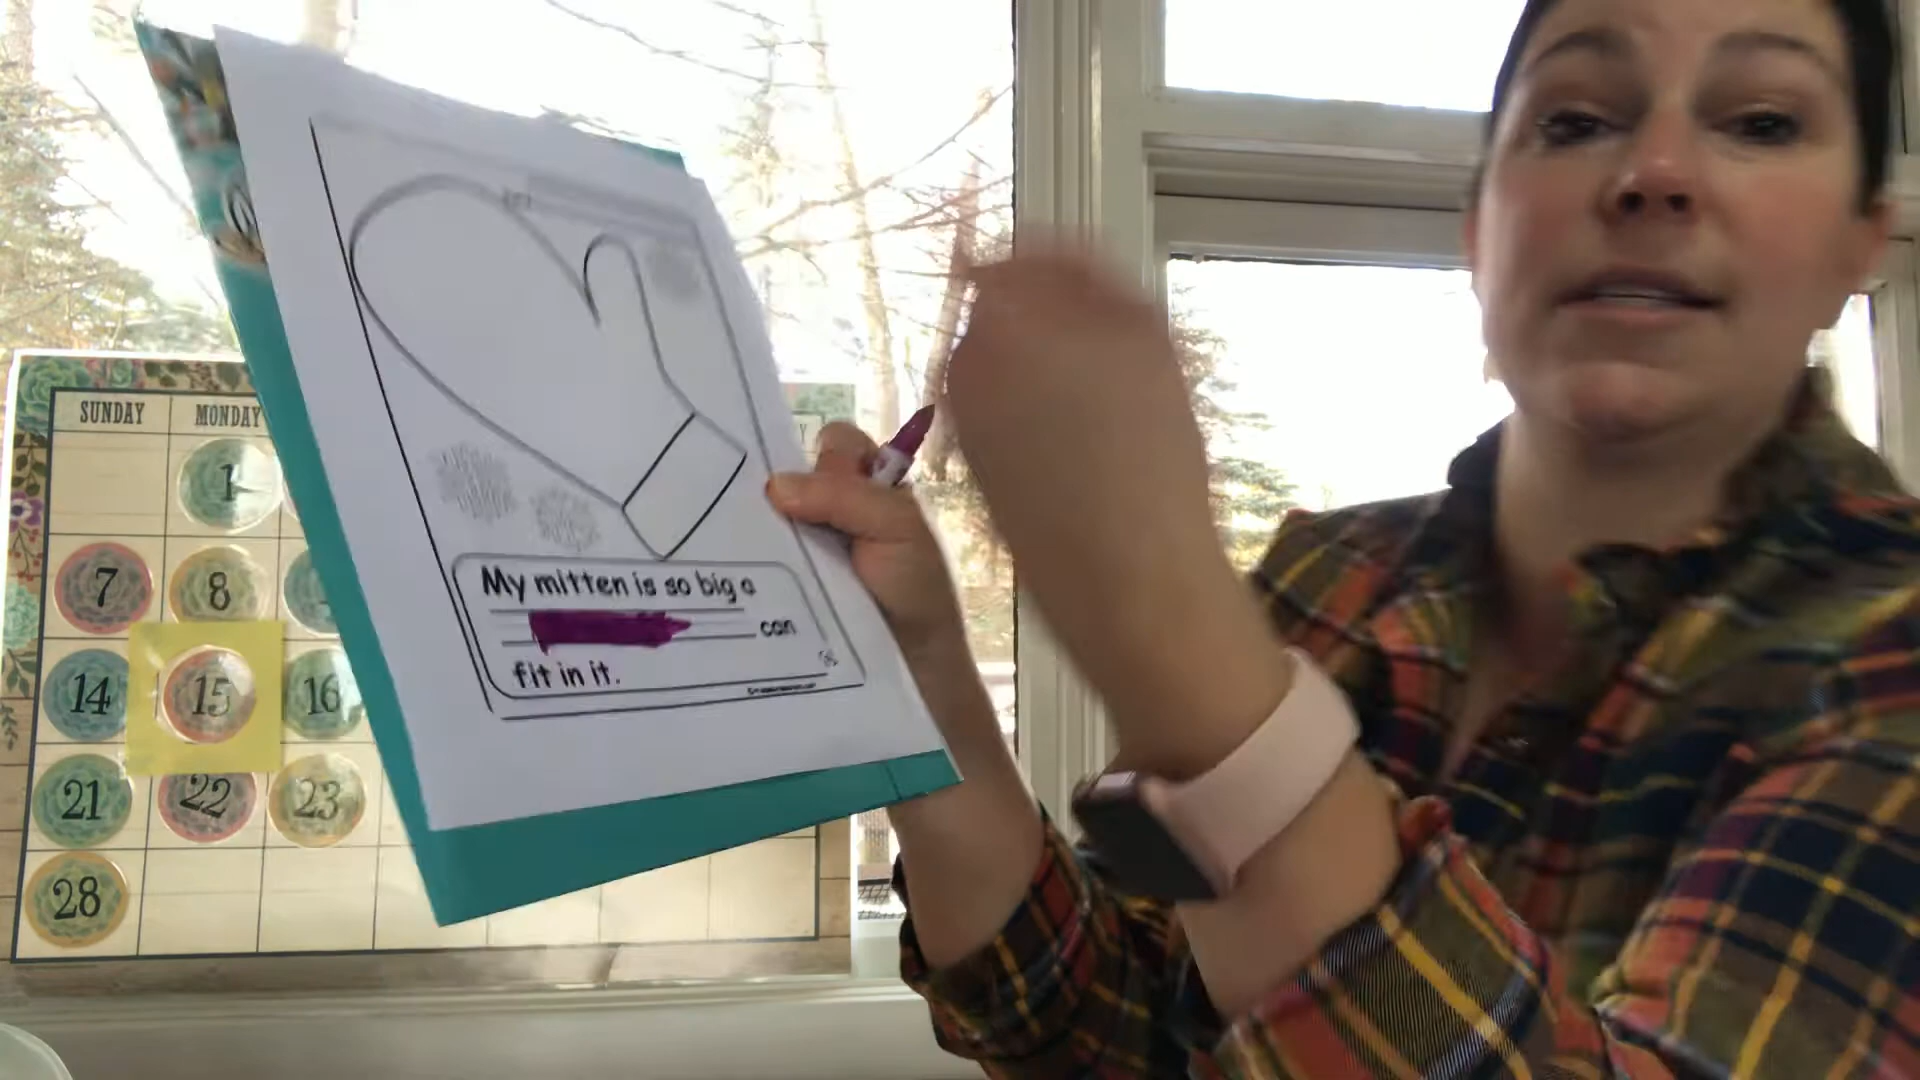 My mitten is so big a
can
fit in it.
SUNDAY MONDAY
1
7 8
14 15 16
21 22 23
28